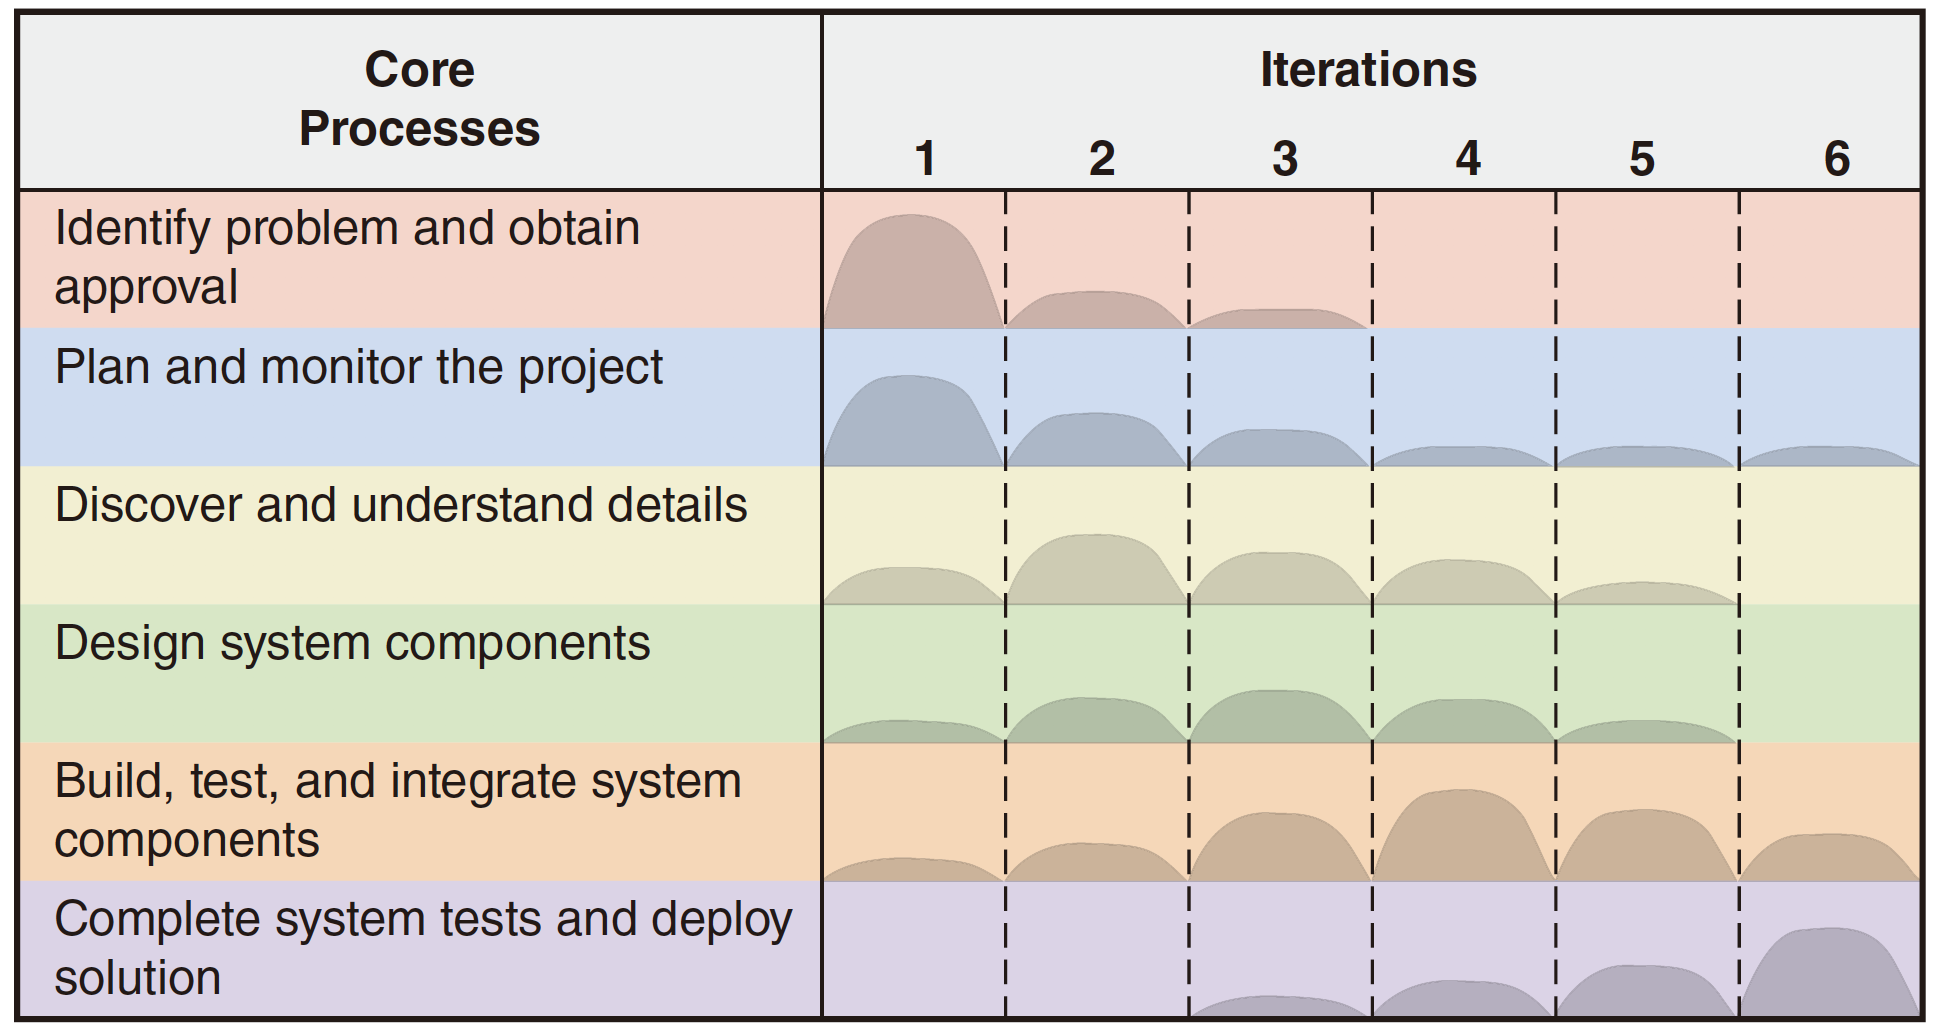 Core
Processes
Iterations
1 2 3 4 5 6
Identify problem and obtain
approval
Plan and monitor the project
Discover and understand details
Design system components
Build, test, and integrate system
components
Complete system tests and deploy
solution